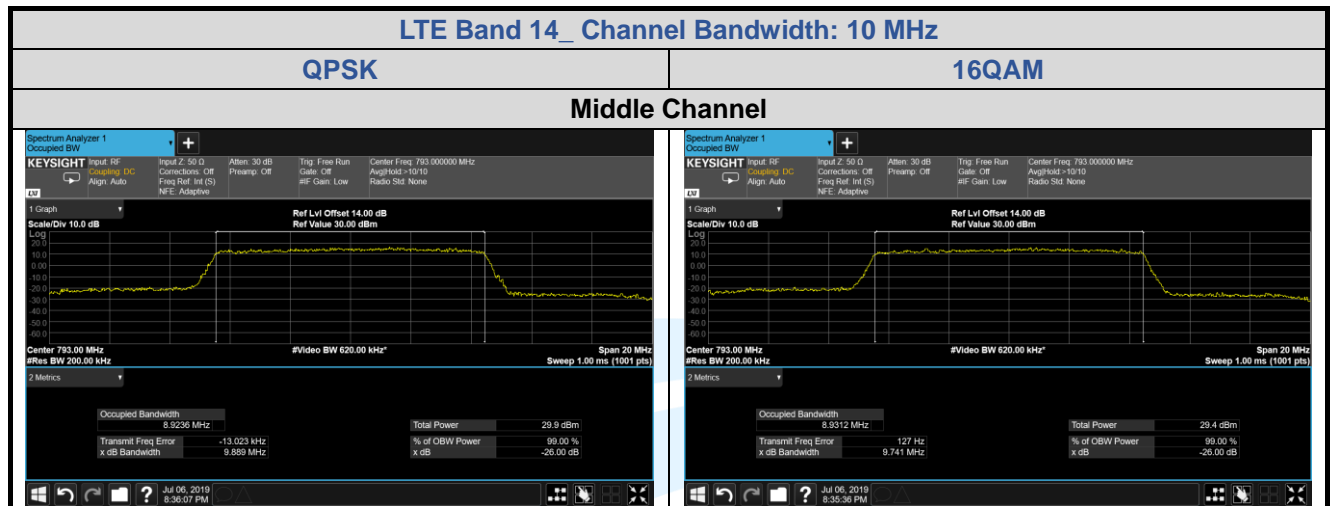 LTE Band 14_ Channel Bandwidth: 10 MHz
QPSK
16QAM
Middle Channel
Spectrum Analyzer 1
Occupied BW
+
KEYSIGHT
Input: RF
Coupling: DC
Align: Auto
Input Z: 50 Ω
Corrections: Off
Freq Ref: Int (S)
NFE: Adaptive
Atten: 30 dB
Preamp: Off
Trig: Free Run
Gate: Off
#IF Gain: Low
Center Freq: 793.000000 MHz
Avg|Hold:>10/10
Radio Std: None
LXI
1 Graph
Scale/Div 10.0 dB
Ref Lvl Offset 14.00 dB
Ref Value 30.00 dBm
Log
20.0
10.0
0.00
-10.0
-20.0
-30.0
-40.0
-50.0
-60.0
Center 793.00 MHz
#Res BW 200.00 kHz
#Video BW 620.00 kHz*
Span 20 MHz
Sweep 1.00 ms (1001 pts)
2 Metrics
Occupied Bandwidth
8.9236 MHz
Transmit Freq Error -13.023 kHz
x dB Bandwidth 9.889 MHz
Total Power 29.9 dBm
% of OBW Power 99.00 %
x dB -26.00 dB
?
Jul 06, 2019
8:36:07 PM
Spectrum Analyzer 1
Occupied BW
+
KEYSIGHT
Input: RF
Coupling: DC
Align: Auto
Input Z: 50 Ω
Corrections: Off
Freq Ref: Int (S)
NFE: Adaptive
Atten: 30 dB
Preamp: Off
Trig: Free Run
Gate: Off
#IF Gain: Low
Center Freq: 793.000000 MHz
Avg|Hold:>10/10
Radio Std: None
LXI
1 Graph
Scale/Div 10.0 dB
Ref Lvl Offset 14.00 dB
Ref Value 30.00 dBm
Log
20.0
10.0
0.00
-10.0
-20.0
-30.0
-40.0
-50.0
-60.0
Center 793.00 MHz
#Res BW 200.00 kHz
#Video BW 620.00 kHz*
Span 20 MHz
Sweep 1.00 ms (1001 pts)
2 Metrics
Occupied Bandwidth
8.9312 MHz
Transmit Freq Error 127 Hz
x dB Bandwidth 9.741 MHz
Total Power 29.4 dBm
% of OBW Power 99.00 %
x dB -26.00 dB
?
Jul 06, 2019
8:35:36 PM